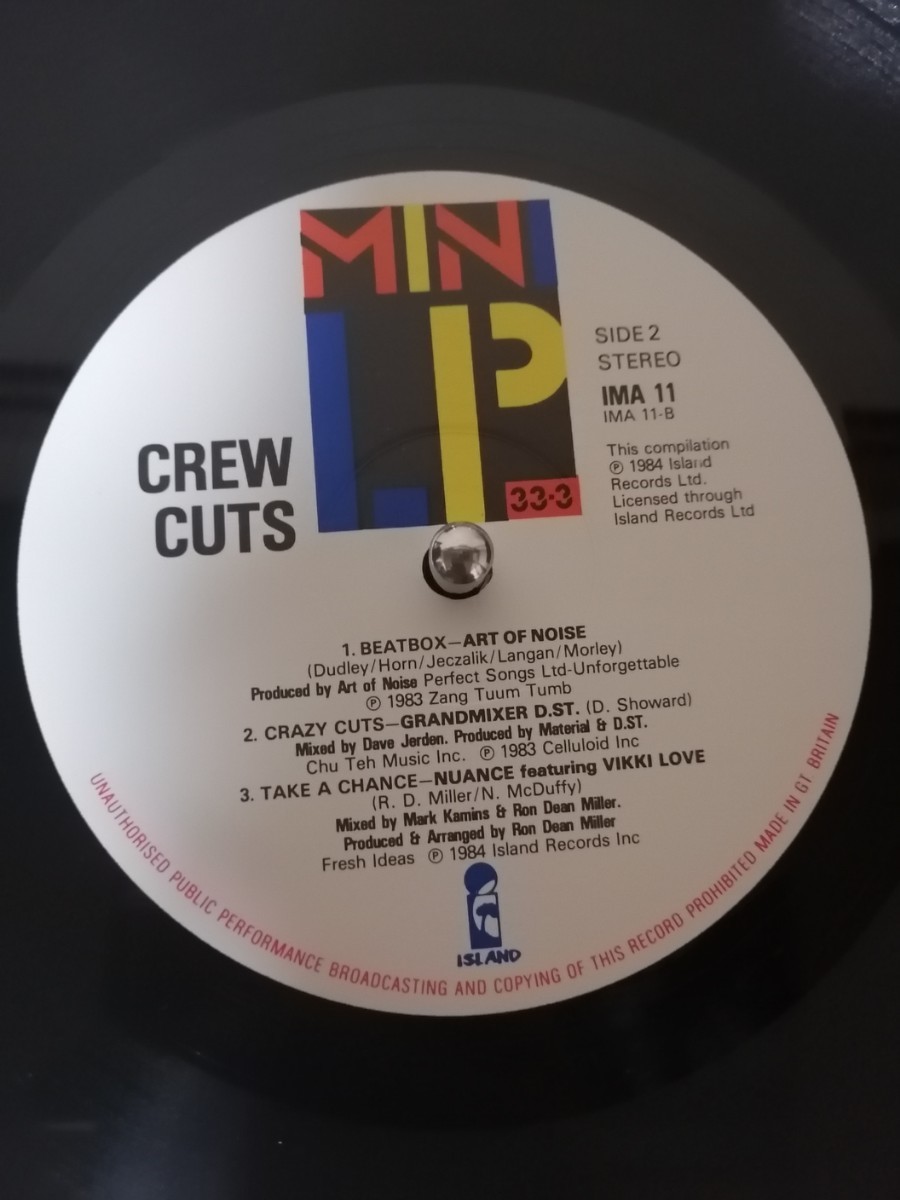 MINI
LP
33·3
CREW
CUTS
SIDE 2
STEREO
IMA 11
IMA 11-B
This compilation
℗ 1984 Island
Records Ltd.
Licensed through
Island Records Ltd
1. BEATBOX—ART OF NOISE
(Dudley/Horn/Jeczalik/Langan/Morley)
Produced by Art of Noise Perfect Songs Ltd-Unforgettable
℗ 1983 Zang Tuum Tumb
2. CRAZY CUTS—GRANDMIXER D.ST. (D. Showard)
Mixed by Dave Jerden. Produced by Material & D.ST.
Chu Teh Music Inc. ℗ 1983 Celluloid Inc
3. TAKE A CHANCE—NUANCE featuring VIKKI LOVE
(R. D. Miller/N. McDuffy)
Mixed by Mark Kamins & Ron Dean Miller.
Produced & Arranged by Ron Dean Miller
Fresh Ideas ℗ 1984 Island Records Inc
ISLAND
UNAUTHORISED PUBLIC PERFORMANCE BROADCASTING AND COPYING OF THIS RECORD PROHIBITED MADE IN GT BRITAIN